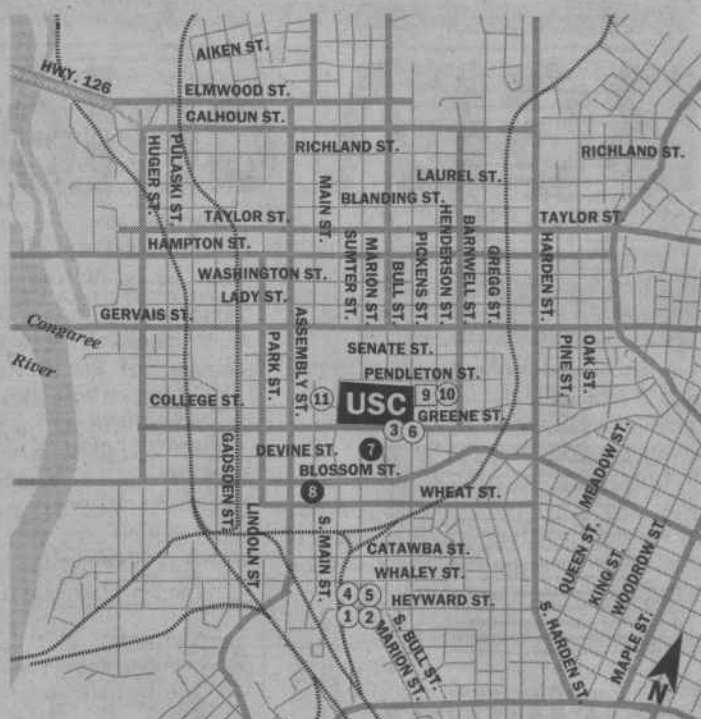 AIKEN ST.
HWY. 126
ELMWOOD ST.
CALHOUN ST.
RICHLAND ST.
RICHLAND ST.
HUGER ST.
PULASKI ST.
LAUREL ST.
BLANDING ST.
MAIN ST.
TAYLOR ST.
TAYLOR ST.
HAMPTON ST.
SUMTER ST.
MARION ST.
BULL ST.
PICKENS ST.
HENDERSON ST.
BARNWELL ST.
GREGG ST.
HARDEN ST.
WASHINGTON ST.
LADY ST.
GERVAIS ST.
Congaree
River
PARK ST.
ASSEMBLY ST.
SENATE ST.
PINE ST.
OAK ST.
PENDLETON ST.
COLLEGE ST.
11
USC
9
10
GREENE ST.
3
6
GADSDEN ST.
DEVINE ST.
7
BLOSSOM ST.
8
WHEAT ST.
MEADOW ST.
LINCOLN ST
S. MAIN ST.
CATAWBA ST.
WHALEY ST.
QUEEN ST.
KING ST.
WOODROW ST.
4
5
HEYWARD ST.
1
2
S. BULL ST.
MARION ST.
S. HARDEN ST.
MAPLE ST.
N